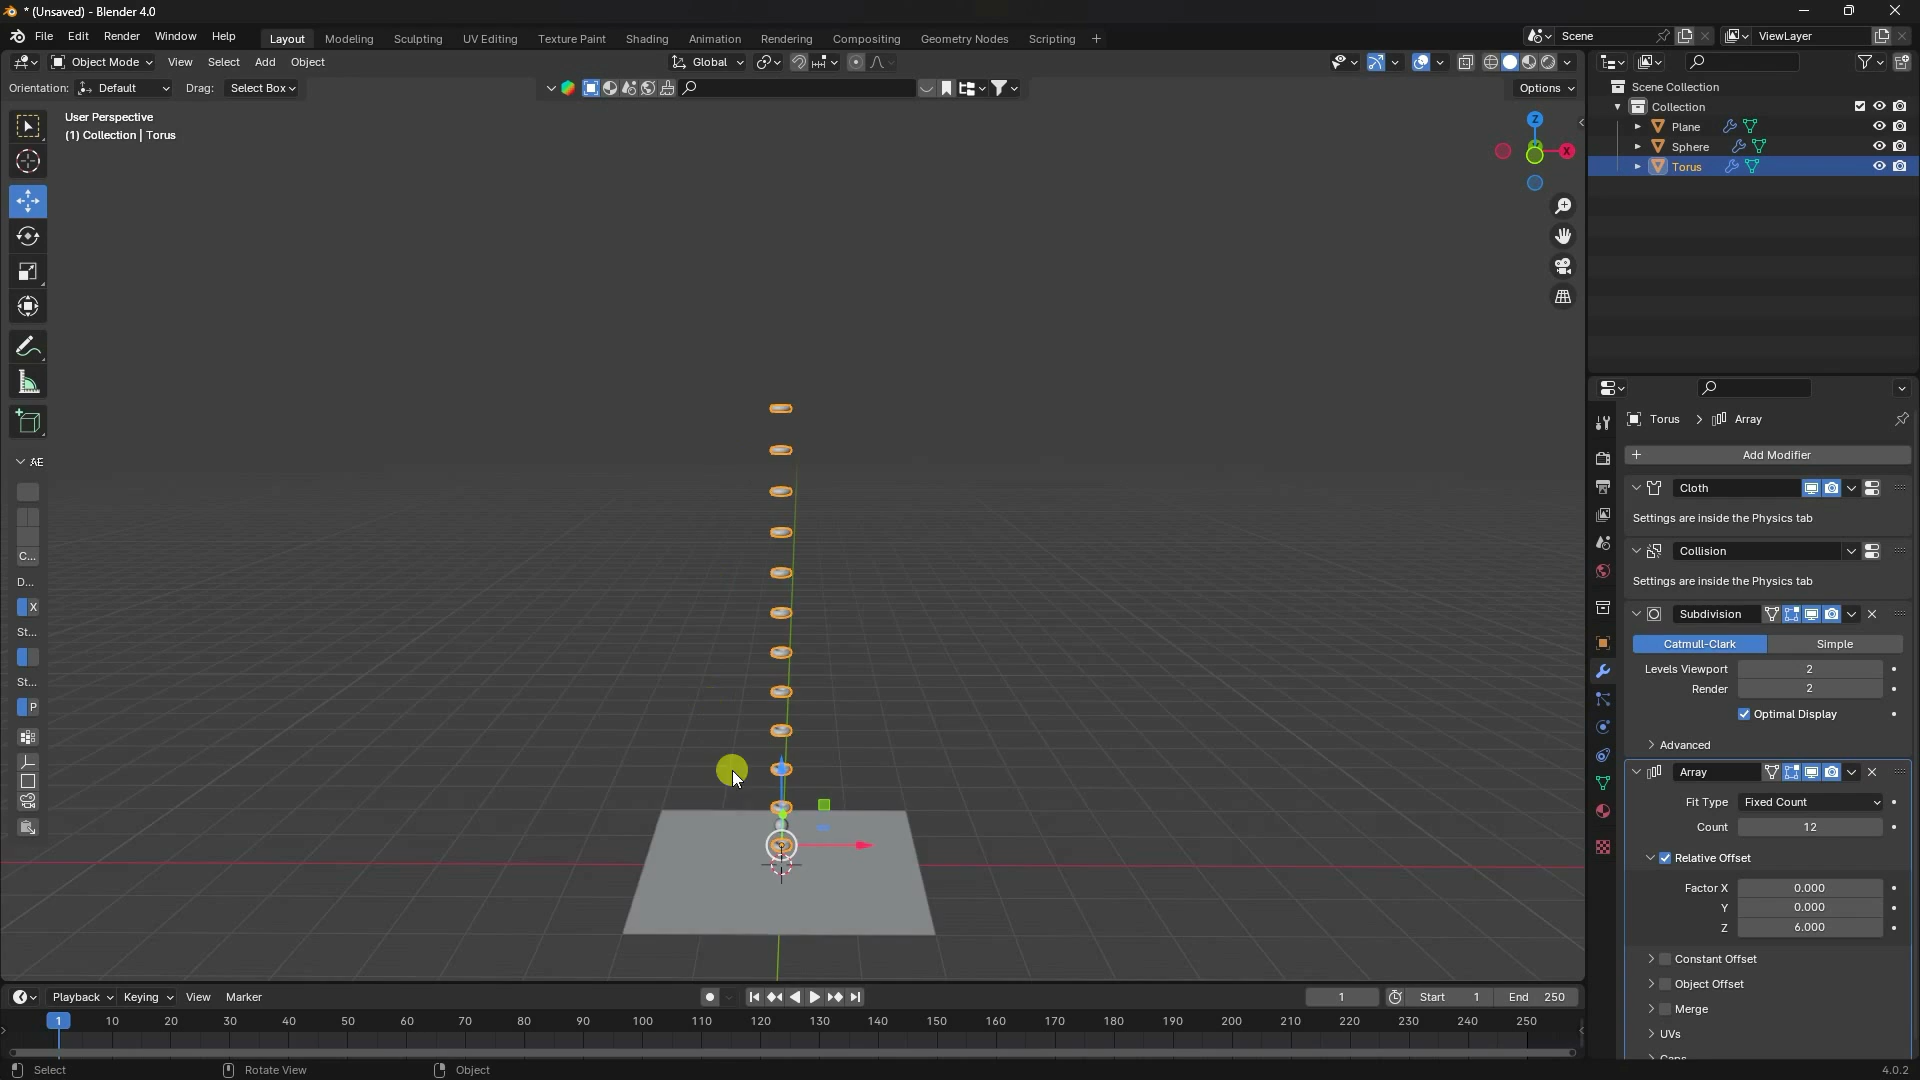 * (Unsaved) - Blender 4.0
File Edit Render Window Help
Layout Modeling Sculpting UV Editing Texture Paint Shading Animation Rendering Compositing Geometry Nodes Scripting +
Scene
ViewLayer
Object Mode View Select Add Object
Global
Orientation: Default Drag: Select Box
Options
User Perspective
(1) Collection | Torus
Z
X
AE
C...
D...
X
St...
St...
P
Scene Collection
Collection
Plane
Sphere
Torus
Torus > Array
+ Add Modifier
Cloth
Settings are inside the Physics tab
Collision
Settings are inside the Physics tab
Subdivision
Catmull-Clark Simple
Levels Viewport 2
Render 2
Optimal Display
Advanced
Array
Fit Type Fixed Count
Count 12
Relative Offset
Factor X 0.000
Y 0.000
Z 6.000
Constant Offset
Object Offset
Merge
UVs
Caps
Playback Keying View Marker
1 Start 1 End 250
1 10 20 30 40 50 60 70 80 90 100 110 120 130 140 150 160 170 180 190 200 210 220 230 240 250
Select Rotate View Object
4.0.2